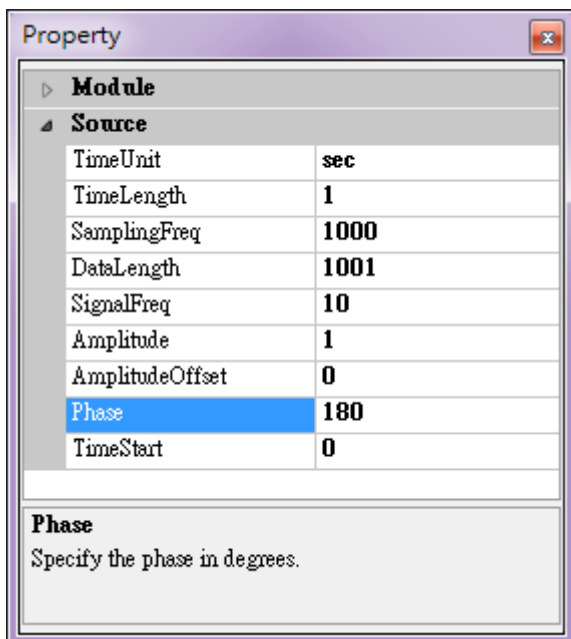 Property
Module
Source
TimeUnit sec
TimeLength 1
SamplingFreq 1000
DataLength 1001
SignalFreq 10
Amplitude 1
AmplitudeOffset 0
Phase 180
TimeStart 0
Phase
Specify the phase in degrees.